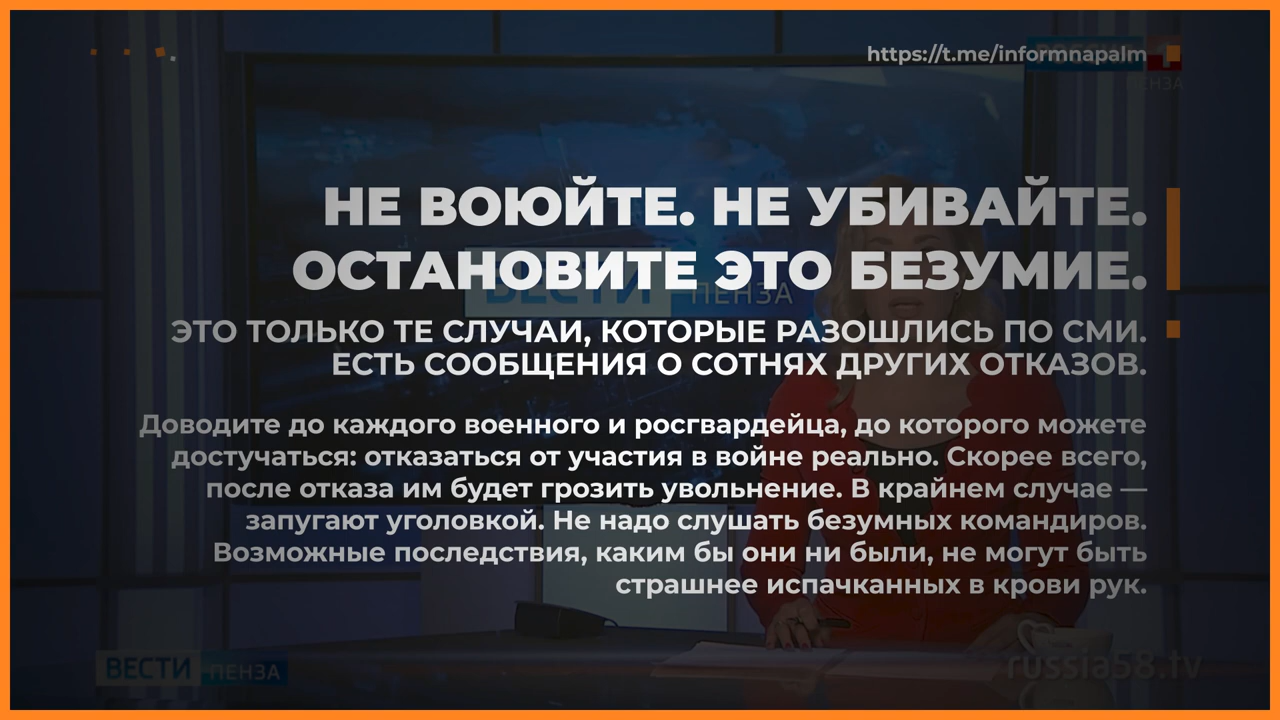 https://t.me/informnapalm
РОССИЯ 1
ПЕНЗА
НЕ ВОЮЙТЕ. НЕ УБИВАЙТЕ.
ОСТАНОВИТЕ ЭТО БЕЗУМИЕ.
ВЕСТИ ПЕНЗА
ЭТО ТОЛЬКО ТЕ СЛУЧАИ, КОТОРЫЕ РАЗОШЛИСЬ ПО СМИ.
ЕСТЬ СООБЩЕНИЯ О СОТНЯХ ДРУГИХ ОТКАЗОВ.
Доводите до каждого военного и росгвардейца, до которого можете
достучаться: отказаться от участия в войне реально. Скорее всего,
после отказа им будет грозить увольнение. В крайнем случае —
запугают уголовкой. Не надо слушать безумных командиров.
Возможные последствия, каким бы они ни были, не могут быть
страшнее испачканных в крови рук.
ВЕСТИ ПЕНЗА
russia58.tv